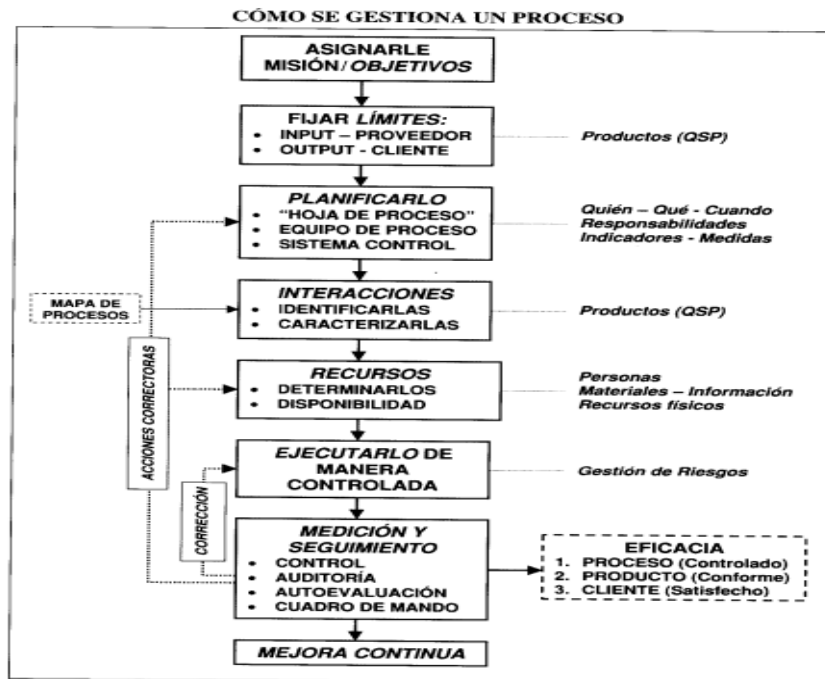 CÓMO SE GESTIONA UN PROCESO
ASIGNARLE
MISIÓN/OBJETIVOS
FIJAR LÍMITES:
• INPUT – PROVEEDOR
• OUTPUT - CLIENTE
Productos (QSP)
PLANIFICARLO
• "HOJA DE PROCESO"
• EQUIPO DE PROCESO
• SISTEMA CONTROL
Quién – Qué - Cuando
Responsabilidades
Indicadores - Medidas
MAPA DE
PROCESOS
INTERACCIONES
• IDENTIFICARLAS
• CARACTERIZARLAS
Productos (QSP)
ACCIONES CORRECTORAS
RECURSOS
• DETERMINARLOS
• DISPONIBILIDAD
Personas
Materiales – Información
Recursos físicos
CORRECCIÓN
EJECUTARLO DE
MANERA
CONTROLADA
Gestión de Riesgos
MEDICIÓN Y
SEGUIMIENTO
• CONTROL
• AUDITORÍA
• AUTOEVALUACIÓN
• CUADRO DE MANDO
EFICACIA
1. PROCESO (Controlado)
2. PRODUCTO (Conforme)
3. CLIENTE (Satisfecho)
MEJORA CONTINUA